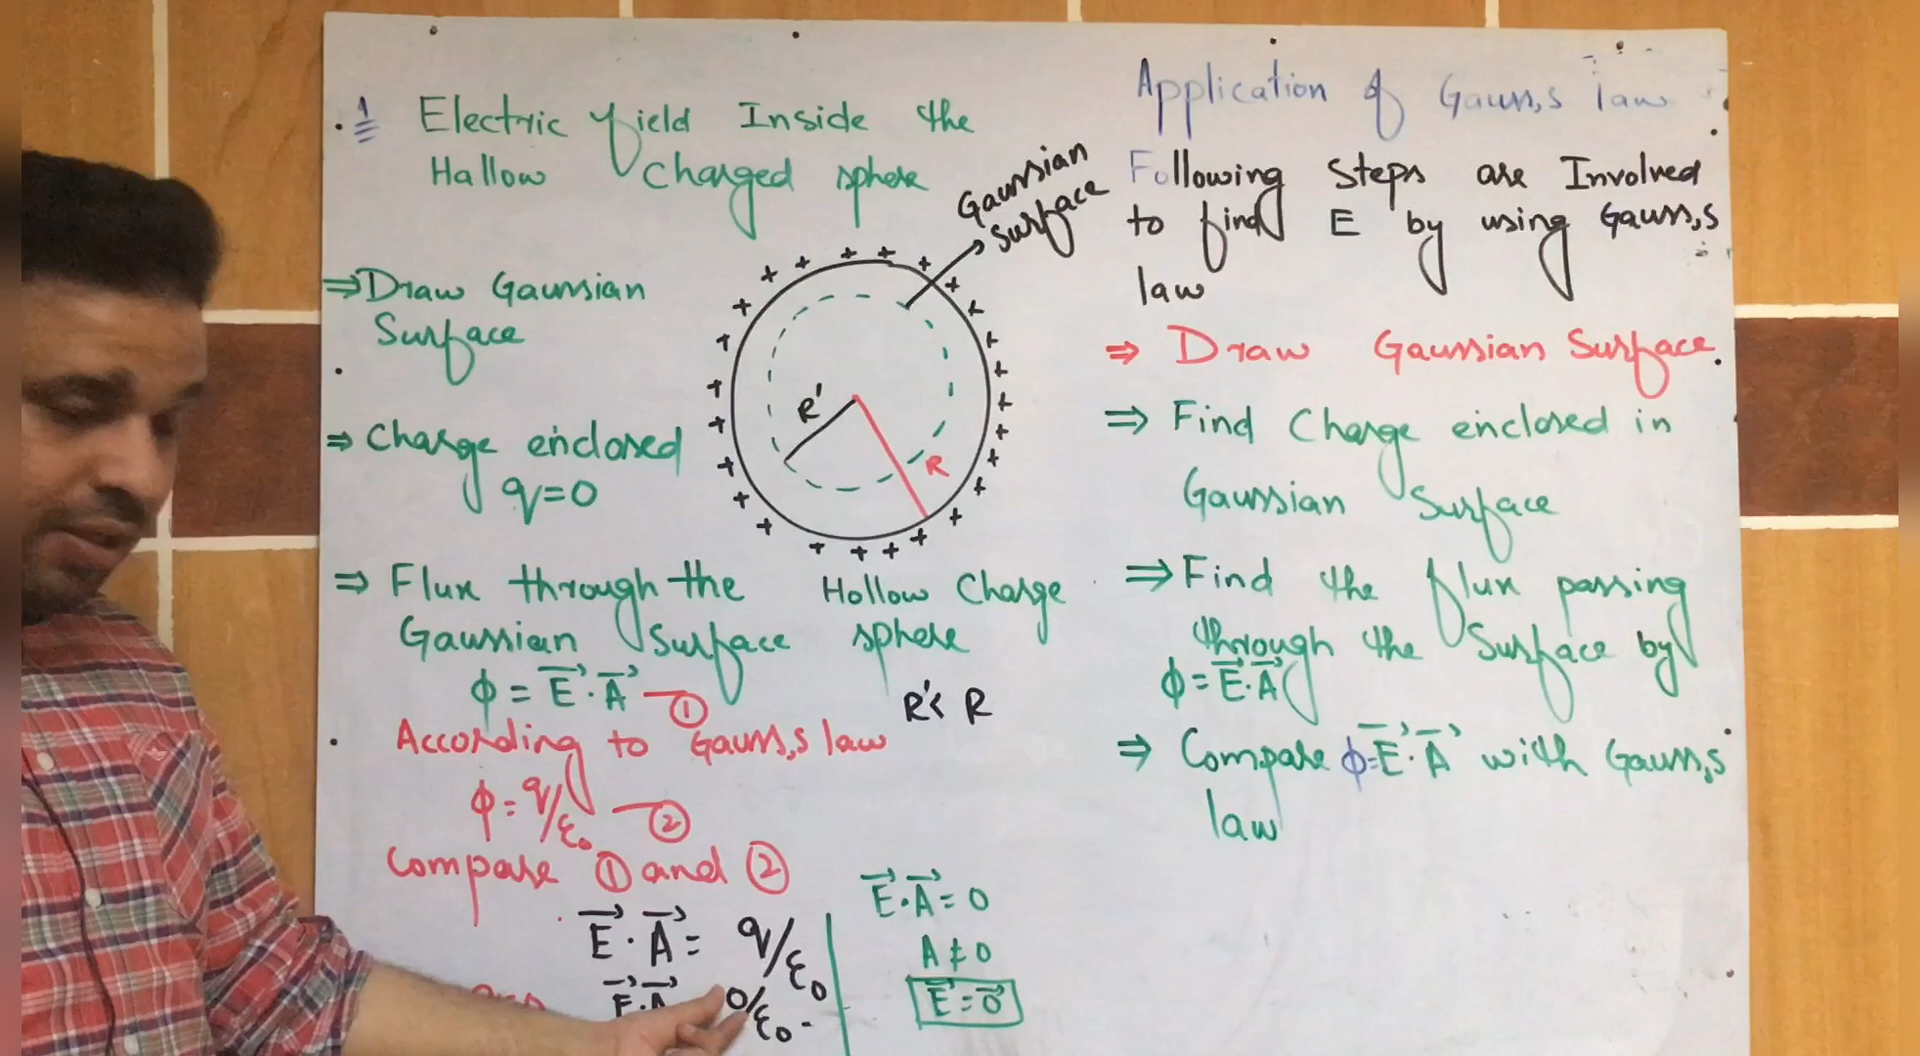 1 Electric field Inside the
Hallow charged sphere
Gaussian
surface
⇒ Draw Gaussian
Surface
R'
R
⇒ Charge enclosed
q=0
⇒ Flux through the
Gaussian Surface
Hollow Charge
sphere
ϕ = E⃗ . A⃗ — ①
R'< R
According to Gauss,s law
ϕ = q/ε₀ — ②
Compare ① and ②
E⃗ . A⃗ = q/ε₀
E⃗ . A⃗ 0/ε₀
E⃗ . A⃗ = 0
A ≠ 0
E⃗ = 0⃗
Application of Gauss,s law
Following Steps are Involved
to find E by using Gauss,s
law
⇒ Draw Gaussian Surface
⇒ Find Charge enclosed in
Gaussian Surface
⇒ Find the flux passing
through the Surface by
ϕ = E⃗ . A⃗
⇒ Compare ϕ = E⃗ . A⃗ with Gauss,s
law